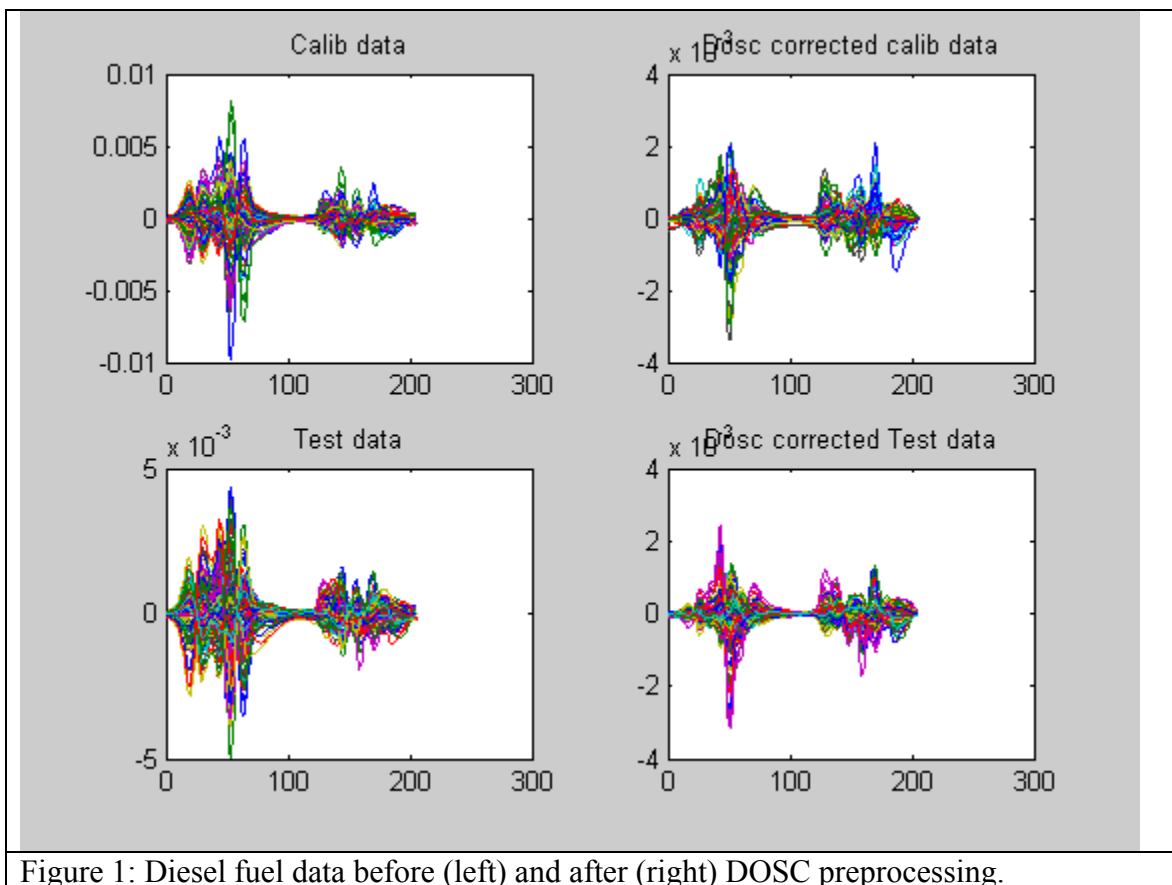 Calib data
0.01
0.005
0
-0.005
-0.01
0 100 200 300
x 10-3
Dosc corrected calib data
4
2
0
-2
-4
0 100 200 300
x 10-3
Test data
5
0
-5
0 100 200 300
x 10-3
Dosc corrected Test data
4
2
0
-2
-4
0 100 200 300
Figure 1: Diesel fuel data before (left) and after (right) DOSC preprocessing.